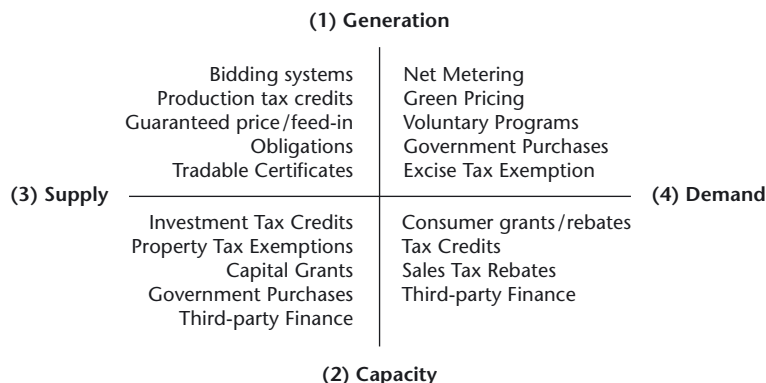 (1) Generation
Bidding systems
Production tax credits
Guaranteed price/feed-in
Obligations
Tradable Certificates
Net Metering
Green Pricing
Voluntary Programs
Government Purchases
Excise Tax Exemption
(3) Supply
(4) Demand
Investment Tax Credits
Property Tax Exemptions
Capital Grants
Government Purchases
Third-party Finance
Consumer grants/rebates
Tax Credits
Sales Tax Rebates
Third-party Finance
(2) Capacity